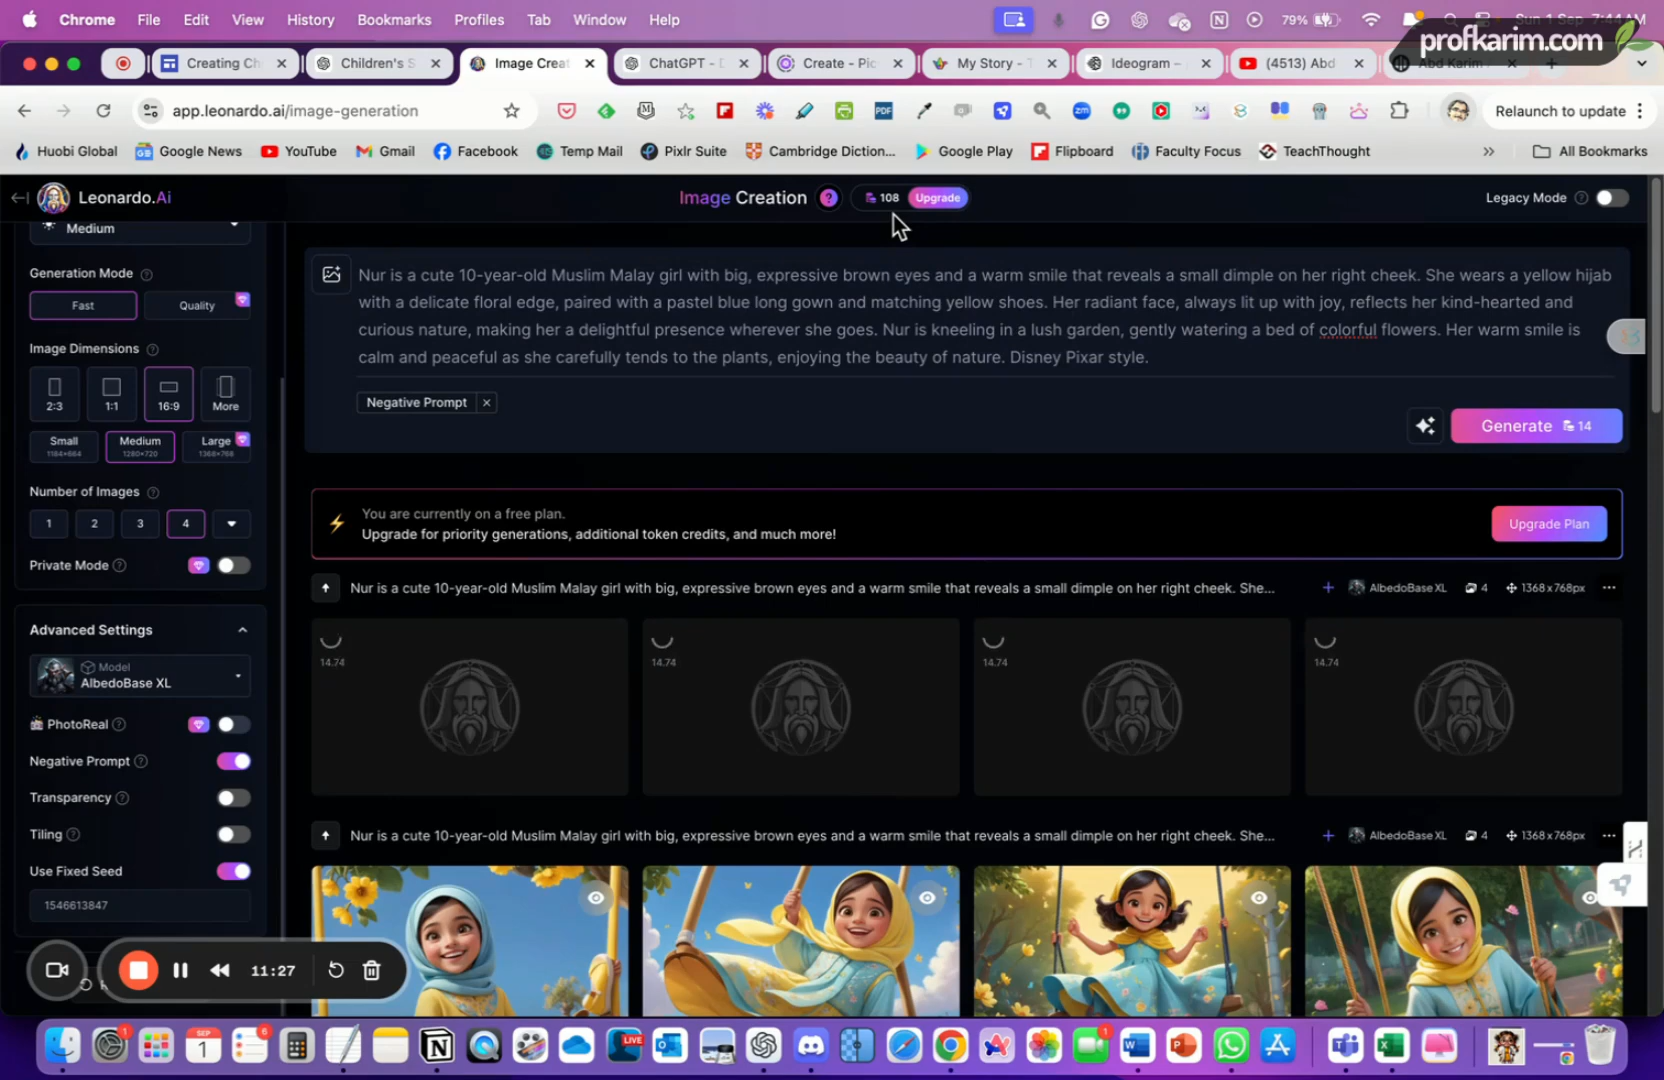 Chrome File Edit View History Bookmarks Profiles Tab Window Help 79% Sun 1 Sep 7:44 AM
profkarim.com
Creating Ch
Children's S
Image Creat
ChatGPT - D
Create - Pic
My Story - T
Ideogram -
(4513) Abd
Abd Karim
app.leonardo.ai/image-generation
Relaunch to update
Huobi Global Google News YouTube Gmail Facebook Temp Mail Pixlr Suite Cambridge Diction... Google Play Flipboard Faculty Focus TeachThought » All Bookmarks
Leonardo.Ai
Image Creation ? 108 Upgrade
Legacy Mode
Medium
Generation Mode
Fast Quality
Image Dimensions
2:3 1:1 16:9 More
Small Medium Large
1184×664 1280×720 1368×768
Number of Images
1 2 3 4
Private Mode
Advanced Settings
Model
AlbedoBase XL
PhotoReal
Negative Prompt
Transparency
Tiling
Use Fixed Seed
1546613847
11:27
Nur is a cute 10-year-old Muslim Malay girl with big, expressive brown eyes and a warm smile that reveals a small dimple on her right cheek. She wears a yellow hijab
with a delicate floral edge, paired with a pastel blue long gown and matching yellow shoes. Her radiant face, always lit up with joy, reflects her kind-hearted and
curious nature, making her a delightful presence wherever she goes. Nur is kneeling in a lush garden, gently watering a bed of colorful flowers. Her warm smile is
calm and peaceful as she carefully tends to the plants, enjoying the beauty of nature. Disney Pixar style.
Negative Prompt ×
Generate 14
You are currently on a free plan.
Upgrade for priority generations, additional token credits, and much more!
Upgrade Plan
Nur is a cute 10-year-old Muslim Malay girl with big, expressive brown eyes and a warm smile that reveals a small dimple on her right cheek. She... AlbedoBase XL 4 1368x768px
14.74 14.74 14.74 14.74
Nur is a cute 10-year-old Muslim Malay girl with big, expressive brown eyes and a warm smile that reveals a small dimple on her right cheek. She... AlbedoBase XL 4 1368x768px